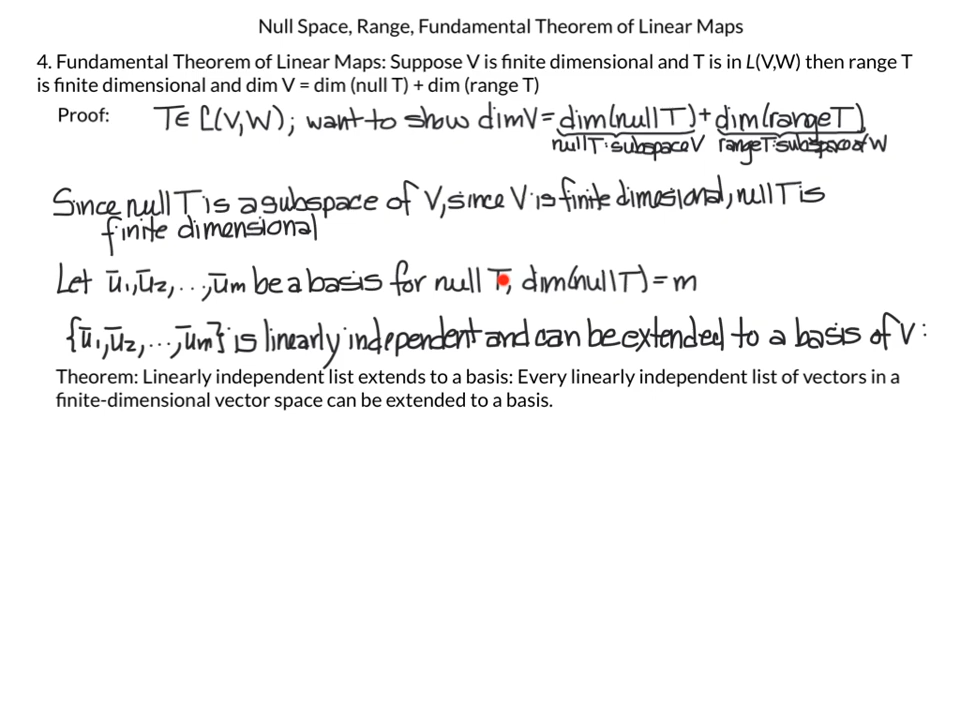 Null Space, Range, Fundamental Theorem of Linear Maps
4. Fundamental Theorem of Linear Maps: Suppose V is finite dimensional and T is in L(V,W) then range T
is finite dimensional and dim V = dim (null T) + dim (range T)
Proof: T∈ L(V,W); want to show dimV = dim(null T) + dim(rangeT)
nullT: subspace V rangeT: subspace of W
Since null T is a subspace of V, since V is finite dimesional, null T is
finite dimensional
Let ū₁, ū₂, . . ., ūm be a basis for null T, dim(nullT) = m
{ū₁, ū₂, ..., ūm} is linearly independent and can be extended to a basis of V :
Theorem: Linearly independent list extends to a basis: Every linearly independent list of vectors in a
finite-dimensional vector space can be extended to a basis.